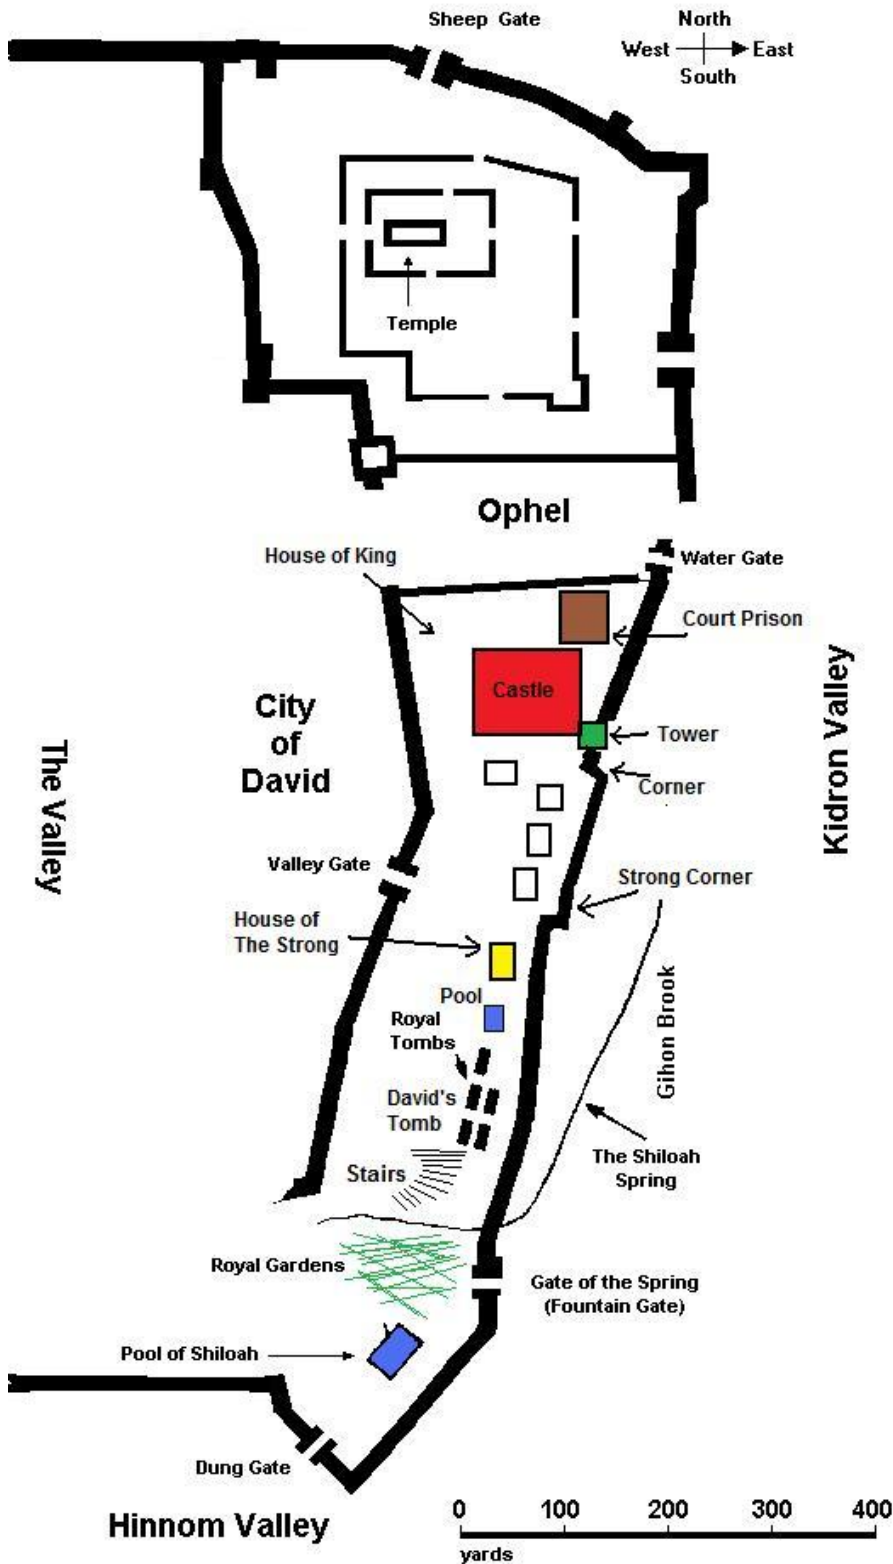 Sheep Gate
North
West
East
South
Temple
Ophel
House of King
Water Gate
Court Prison
Castle
City
of
David
Tower
Corner
The Valley
Kidron Valley
Valley Gate
Strong Corner
House of
The Strong
Pool
Royal
Tombs
Gihon Brook
David's
Tomb
The Shiloah
Spring
Stairs
Royal Gardens
Gate of the Spring
(Fountain Gate)
Pool of Shiloah
Dung Gate
Hinnom Valley
0 100 200 300 400
yards